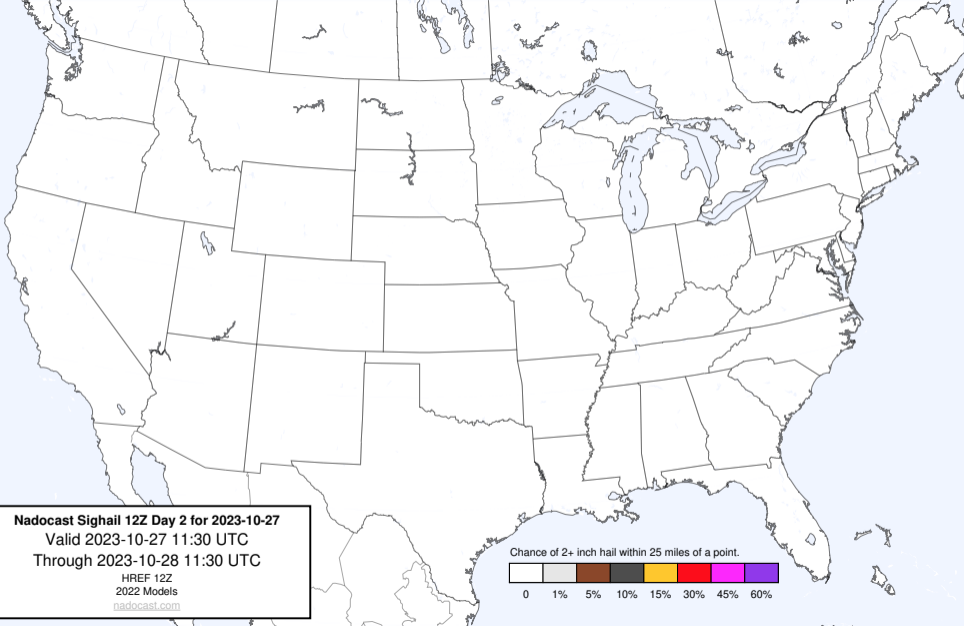 Nadocast Sighail 12Z Day 2 for 2023-10-27
Valid 2023-10-27 11:30 UTC
Through 2023-10-28 11:30 UTC
HREF 12Z
2022 Models
nadocast.com
Chance of 2+ inch hail within 25 miles of a point.
0 1% 5% 10% 15% 30% 45% 60%